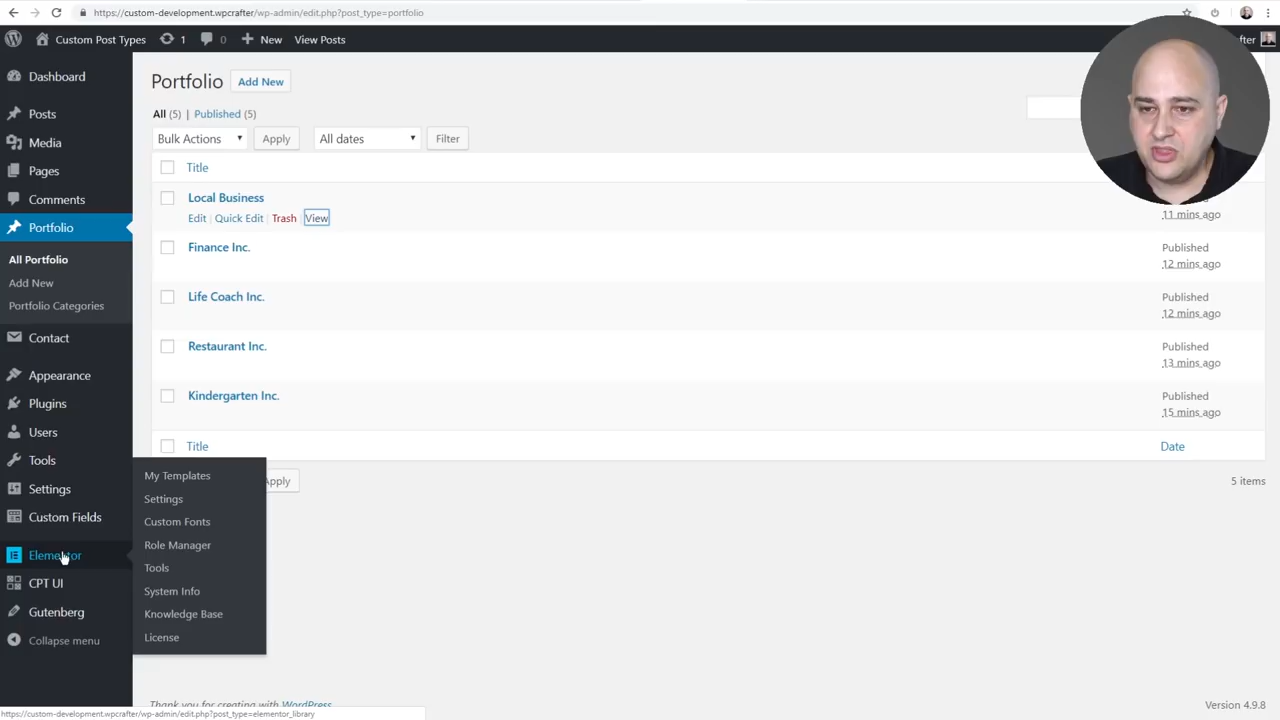 https://custom-development.wpcrafter/wp-admin/edit.php?post_type=portfolio
Custom Post Types
1
0
New
View Posts
fter
Dashboard
Posts
Media
Pages
Comments
Portfolio
All Portfolio
Add New
Portfolio Categories
Contact
Appearance
Plugins
Users
Tools
Settings
Custom Fields
Elementor
CPT UI
Gutenberg
Collapse menu
My Templates
Settings
Custom Fonts
Role Manager
Tools
System Info
Knowledge Base
License
Portfolio
Add New
All (5) | Published (5)
Bulk Actions
Apply
All dates
Filter
Title
Local Business
Edit | Quick Edit | Trash | View
11 mins ago
Finance Inc.
Published
12 mins ago
Life Coach Inc.
Published
12 mins ago
Restaurant Inc.
Published
13 mins ago
Kindergarten Inc.
Published
15 mins ago
Title
Date
Apply
5 items
Thank you for creating with WordPress
Version 4.9.8
https://custom-development.wpcrafter/wp-admin/edit.php?post_type=elementor_library